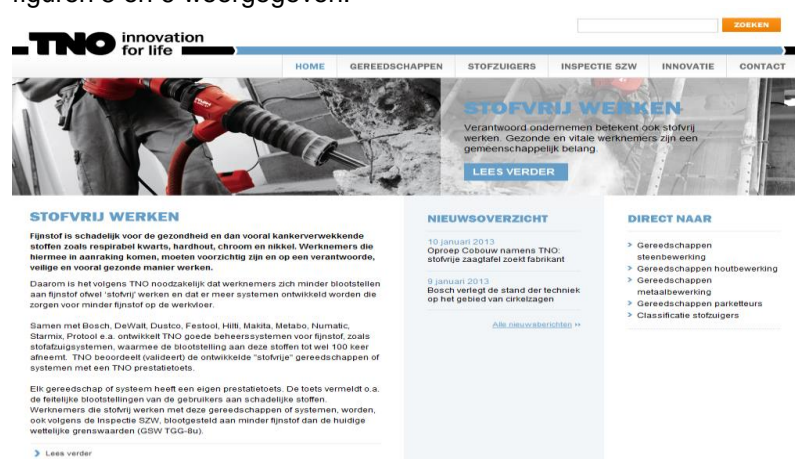 figuren 5 en 6 weergegeven.
TNO innovation
for life
ZOEKEN
HOME GEREEDSCHAPPEN STOFZUIGERS INSPECTIE SZW INNOVATIE CONTACT
STOFVRIJ WERKEN
Verantwoord ondernemen betekent ook stofvrij
werken. Gezonde en vitale werknemers zijn een
gemeenschappelijk belang.
LEES VERDER
STOFVRIJ WERKEN
Fijnstof is schadelijk voor de gezondheid en dan vooral kankerverwekkende
stoffen zoals respirabel kwarts, hardhout, chroom en nikkel. Werknemers die
hiermee in aanraking komen, moeten voorzichtig zijn en op een verantwoorde,
veilige en vooral gezonde manier werken.
Daarom is het volgens TNO noodzakelijk dat werknemers zich minder blootstellen
aan fijnstof ofwel 'stofvrij' werken en dat er meer systemen ontwikkeld worden die
zorgen voor minder fijnstof op de werkvloer.
Samen met Bosch, DeWalt, Dustco, Festool, Hilti, Makita, Metabo, Numatic,
Starmix, Protool e.a. ontwikkelt TNO goede beheerssystemen voor fijnstof, zoals
stofafzuigsystemen, waarmee de blootstelling aan deze stoffen tot wel 100 keer
afneemt. TNO beoordeelt (valideert) de ontwikkelde "stofvrije" gereedschappen of
systemen met een TNO prestatietoets.
Elk gereedschap of systeem heeft een eigen prestatietoets. De toets vermeldt o.a.
de feitelijke blootstellingen van de gebruikers aan schadelijke stoffen.
Werknemers die stofvrij werken met deze gereedschappen of systemen, worden,
ook volgens de Inspectie SZW, blootgesteld aan minder fijnstof dan de huidige
wettelijke grenswaarden (GSW TGG-8u).
Lees verder
NIEUWSOVERZICHT
10 januari 2013
Oproep Cobouw namens TNO:
stofvrije zaagtafel zoekt fabrikant
9 januari 2013
Bosch verlegt de stand der techniek
op het gebied van cirkelzagen
Alle nieuwsberichten »
DIRECT NAAR
Gereedschappen
steenbewerking
Gereedschappen houtbewerking
Gereedschappen
metaalbewerking
Gereedschappen parketteurs
Classificatie stofzuigers